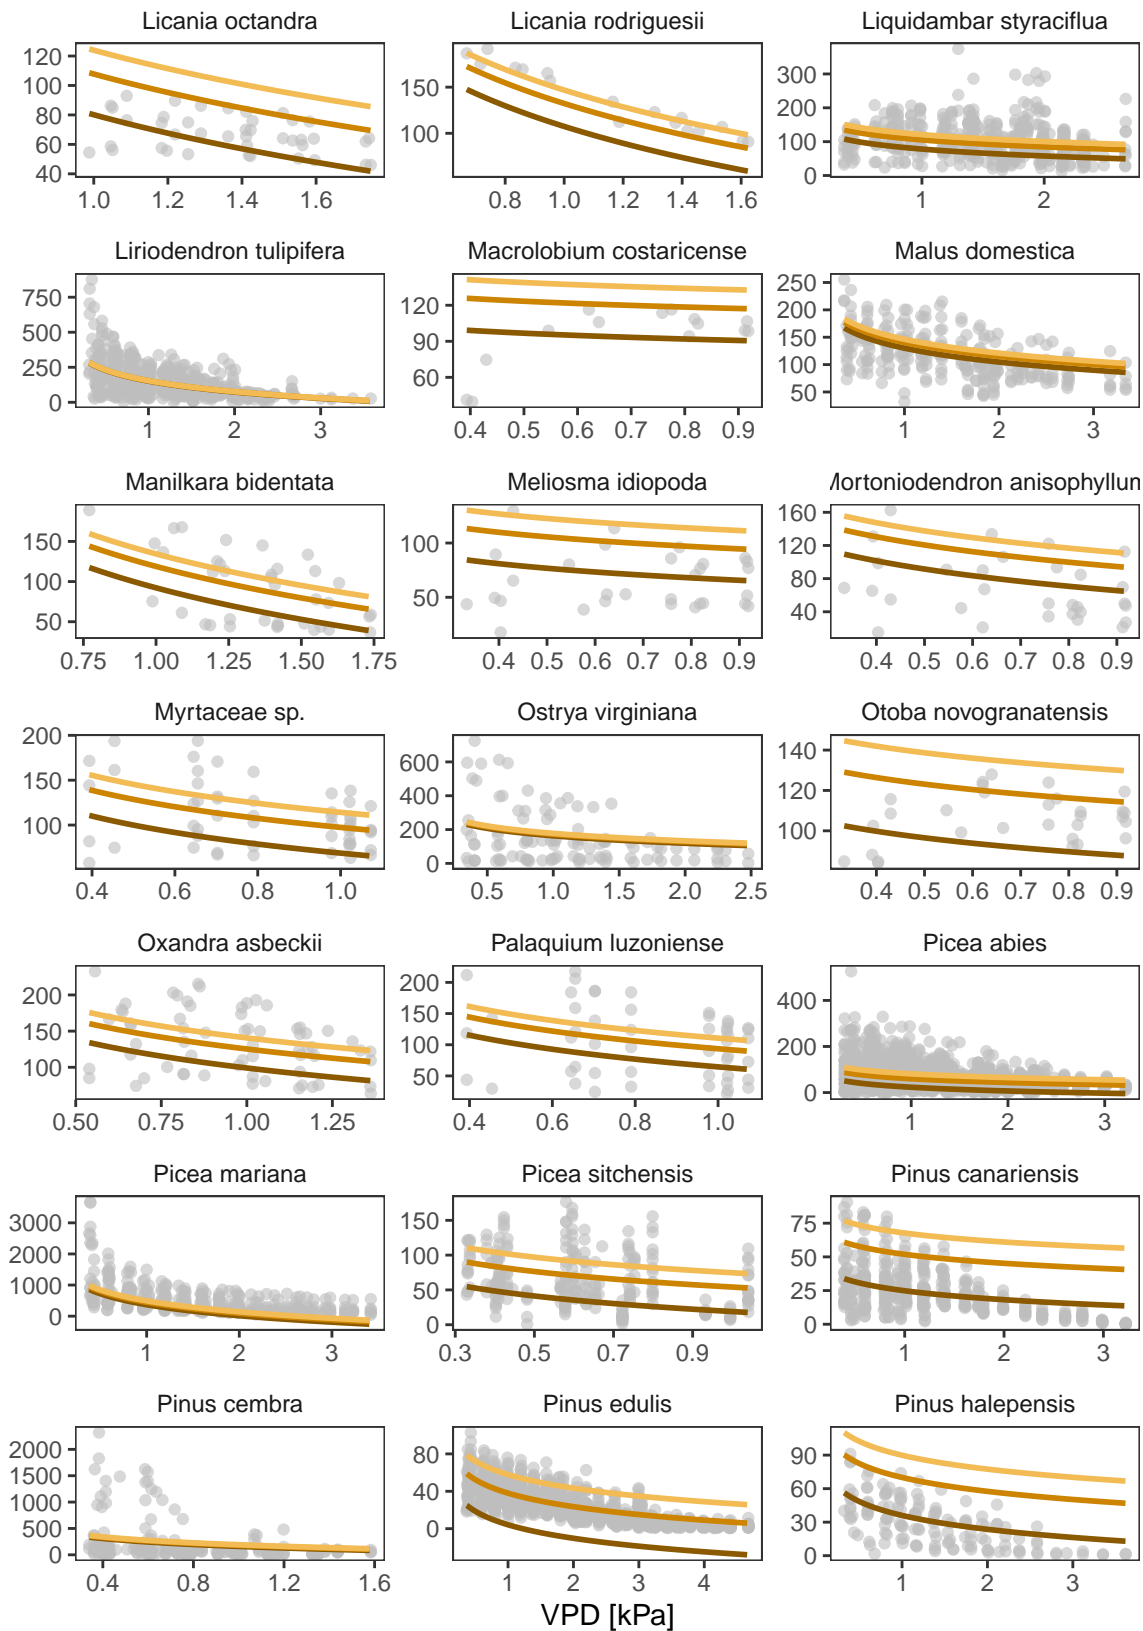 Licania octandra
Licania rodriguesii
Liquidambar styraciflua
120
100
80
60
40
1.0 1.2 1.4 1.6
150
100
0.8 1.0 1.2 1.4 1.6
300
200
100
0
1 2
Liriodendron tulipifera
Macrolobium costaricense
Malus domestica
750
500
250
0
1 2 3
120
90
60
0.4 0.5 0.6 0.7 0.8 0.9
250
200
150
100
50
1 2 3
Manilkara bidentata
Meliosma idiopoda
Mortoniodendron anisophyllum
150
100
50
0.75 1.00 1.25 1.50 1.75
100
50
0.4 0.5 0.6 0.7 0.8 0.9
160
120
80
40
0.4 0.5 0.6 0.7 0.8 0.9
Myrtaceae sp.
Ostrya virginiana
Otoba novogranatensis
200
150
100
0.4 0.6 0.8 1.0
600
400
200
0
0.5 1.0 1.5 2.0 2.5
140
120
100
0.4 0.5 0.6 0.7 0.8 0.9
Oxandra asbeckii
Palaquium luzoniense
Picea abies
200
150
100
0.50 0.75 1.00 1.25
200
150
100
50
0.4 0.6 0.8 1.0
400
200
0
1 2 3
Picea mariana
Picea sitchensis
Pinus canariensis
3000
2000
1000
0
1 2 3
150
100
50
0
0.3 0.5 0.7 0.9
75
50
25
0
1 2 3
Pinus cembra
Pinus edulis
Pinus halepensis
2000
1500
1000
500
0
0.4 0.8 1.2 1.6
80
40
0
1 2 3 4
90
60
30
0
1 2 3
VPD [kPa]